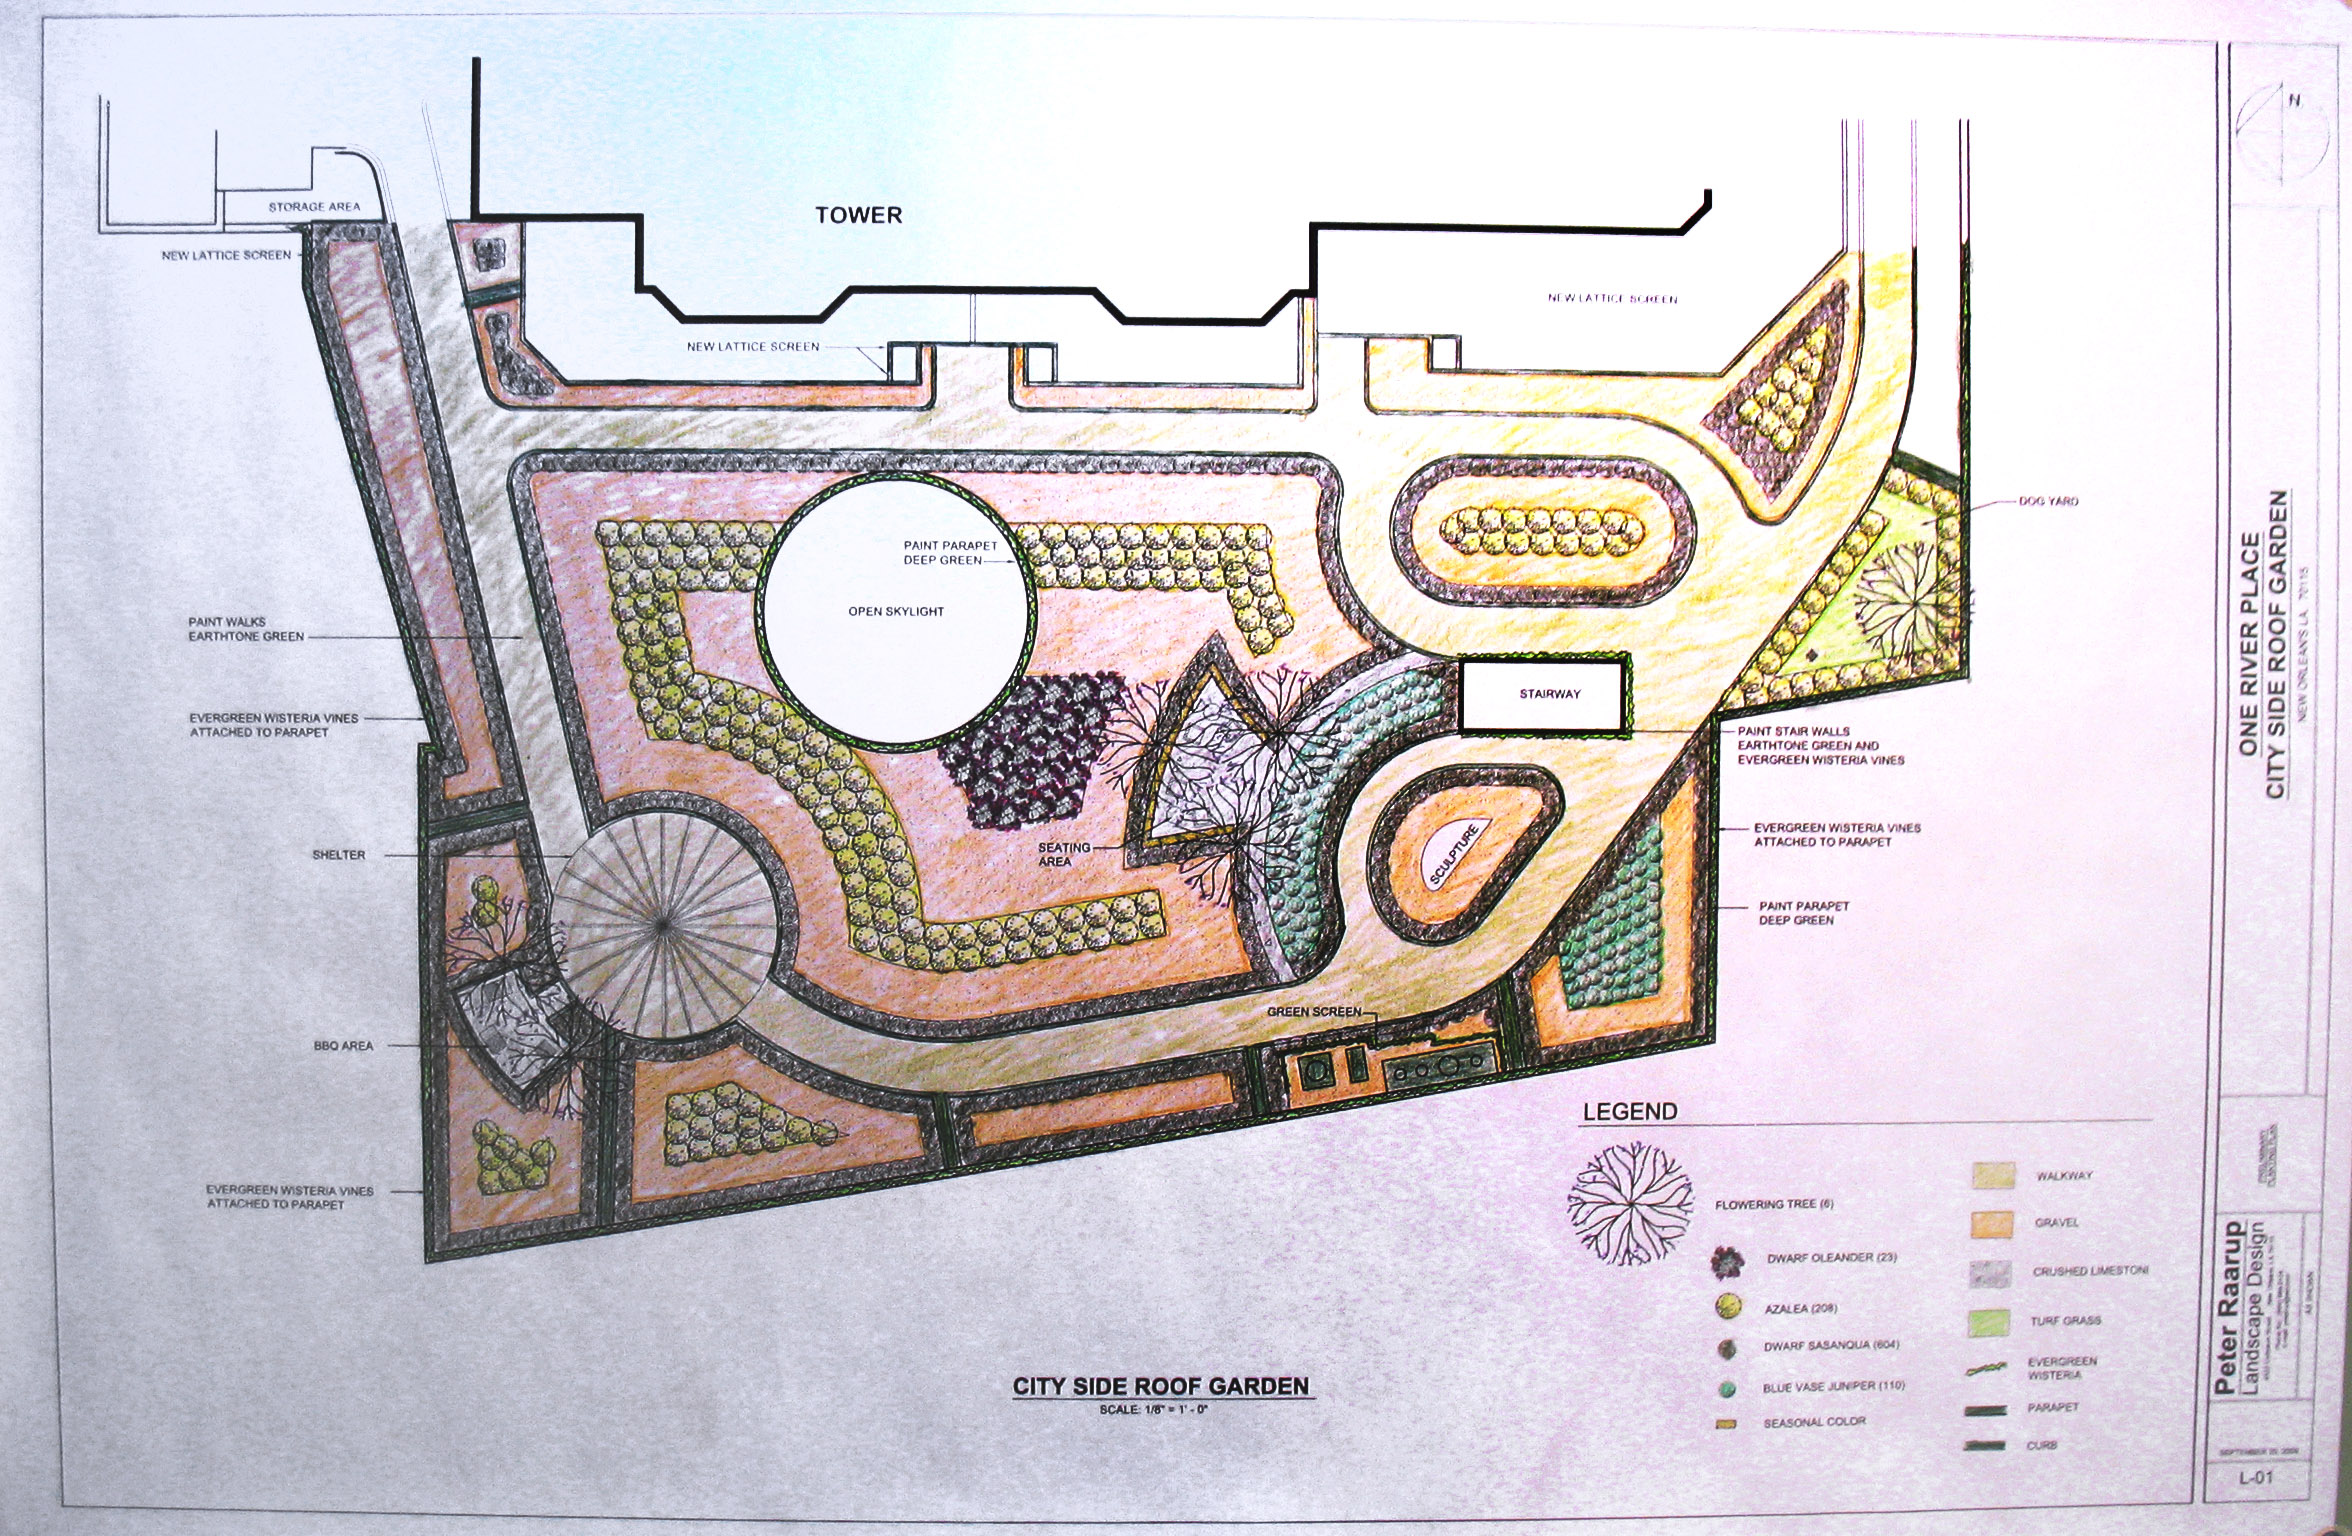 TOWER
STORAGE AREA
NEW LATTICE SCREEN
NEW LATTICE SCREEN
NEW LATTICE SCREEN
DOG YARD
PAINT PARAPET
DEEP GREEN
OPEN SKYLIGHT
PAINT WALKS
EARTHTONE GREEN
STAIRWAY
EVERGREEN WISTERIA VINES
ATTACHED TO PARAPET
PAINT STAIR WALLS
EARTHTONE GREEN AND
EVERGREEN WISTERIA VINES
EVERGREEN WISTERIA VINES
ATTACHED TO PARAPET
SHELTER
SEATING
AREA
SCULPTURE
PAINT PARAPET
DEEP GREEN
GREEN SCREEN
BBQ AREA
EVERGREEN WISTERIA VINES
ATTACHED TO PARAPET
LEGEND
FLOWERING TREE (6)
DWARF OLEANDER (23)
AZALEA (208)
DWARF SASANQUA (604)
BLUE VASE JUNIPER (110)
SEASONAL COLOR
WALKWAY
GRAVEL
CRUSHED LIMESTONE
TURF GRASS
EVERGREEN
WISTERIA
PARAPET
CURB
CITY SIDE ROOF GARDEN
SCALE: 1/8" = 1' - 0"
N
ONE RIVER PLACE
CITY SIDE ROOF GARDEN
NEW ORLEANS LA
Peter Raarup
Landscape Design
AS SHOWN
L-01